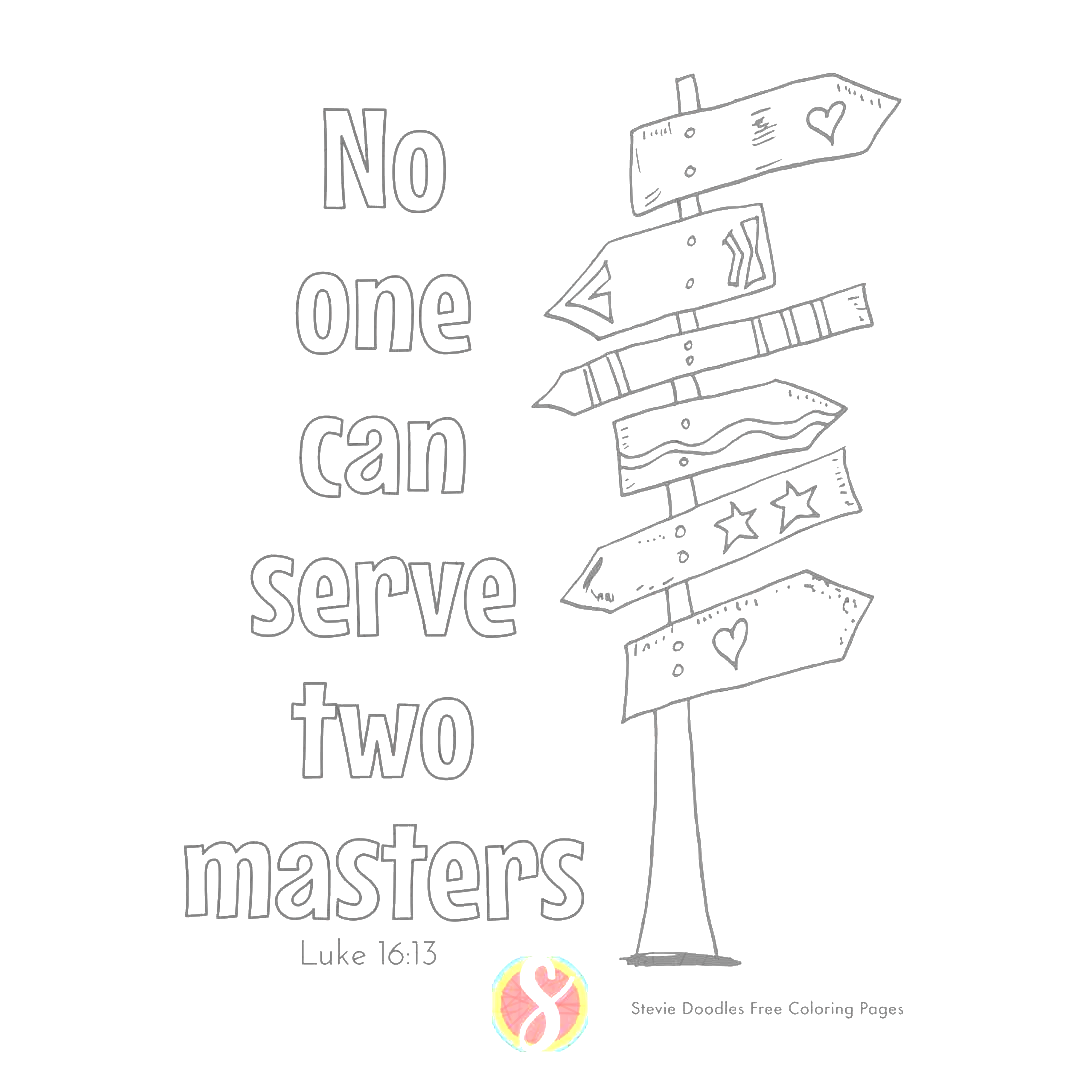 No
one
can
serve
two
masters
Luke 16:13
S
Stevie Doodles Free Coloring Pages